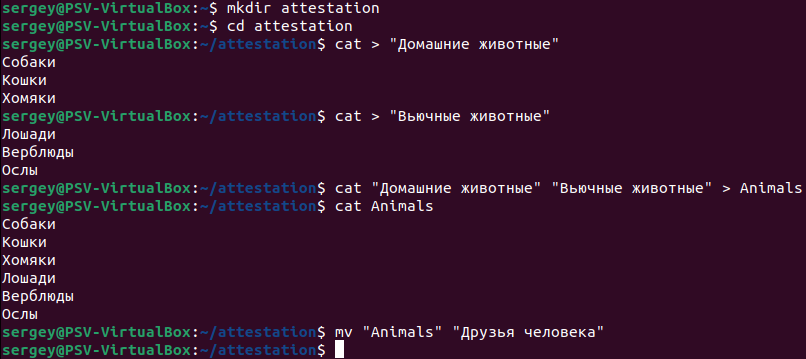 sergey@PSV-VirtualBox:~$ mkdir attestation
sergey@PSV-VirtualBox:~$ cd attestation
sergey@PSV-VirtualBox:~/attestation$ cat > "Домашние животные"
Собаки
Кошки
Хомяки
sergey@PSV-VirtualBox:~/attestation$ cat > "Вьючные животные"
Лошади
Верблюды
Ослы
sergey@PSV-VirtualBox:~/attestation$ cat "Домашние животные" "Вьючные животные" > Animals
sergey@PSV-VirtualBox:~/attestation$ cat Animals
Собаки
Кошки
Хомяки
Лошади
Верблюды
Ослы
sergey@PSV-VirtualBox:~/attestation$ mv "Animals" "Друзья человека"
sergey@PSV-VirtualBox:~/attestation$